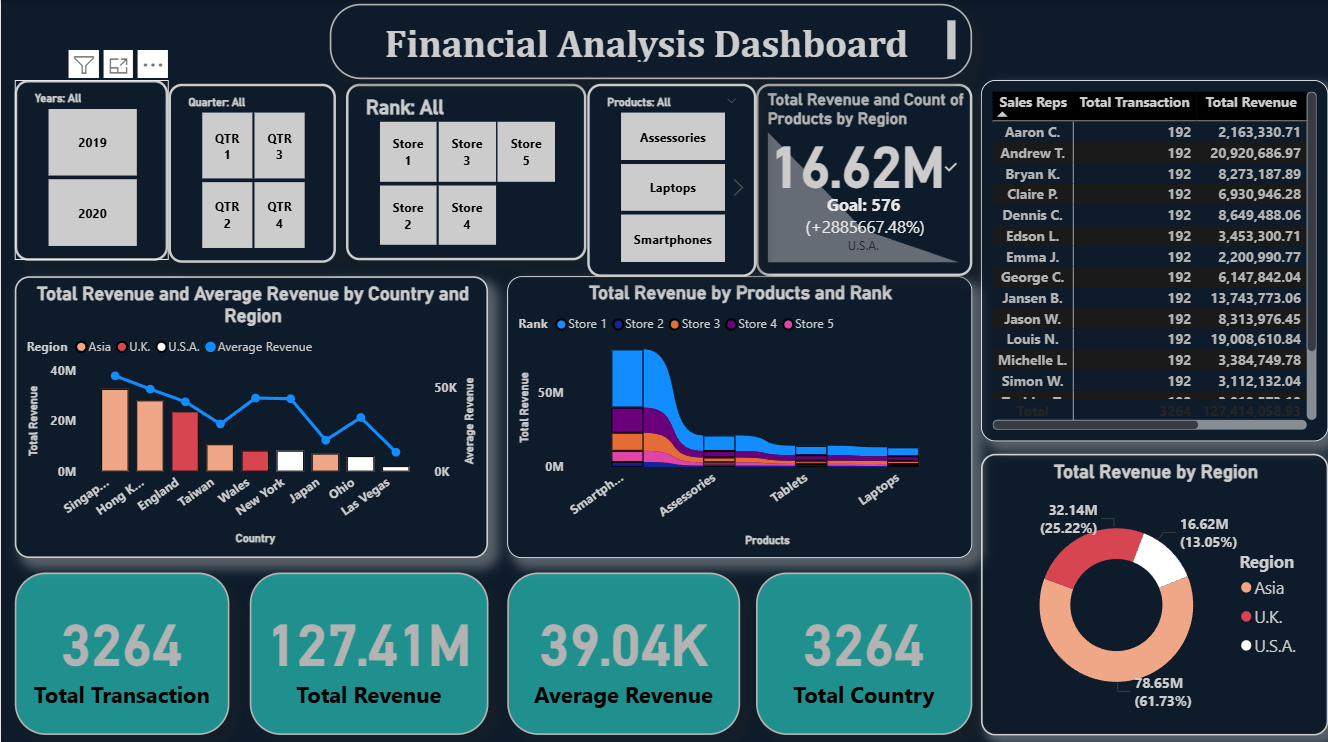 Financial Analysis Dashboard
Years: All
2019
2020
Quarter: All
QTR
1
QTR
3
QTR
2
QTR
4
Rank: All
Store
1
Store
3
Store
5
Store
2
Store
4
Products: All
Assessories
Laptops
Smartphones
Total Revenue and Count of
Products by Region
16.62M
Goal: 576
(+2885667.48%)
U.S.A.
Sales Reps Total Transaction Total Revenue
Aaron C. 192 2,163,330.71
Andrew T. 192 20,920,686.97
Bryan K. 192 8,273,187.89
Claire P. 192 6,930,946.28
Dennis C. 192 8,649,488.06
Edson L. 192 3,453,300.71
Emma J. 192 2,200,990.77
George C. 192 6,147,842.04
Jansen B. 192 13,743,773.06
Jason W. 192 8,313,976.45
Louis N. 192 19,008,610.84
Michelle L. 192 3,384,749.78
Simon W. 192 3,112,132.04
Total 3264 127,414,058.93
Total Revenue and Average Revenue by Country and
Region
Region Asia U.K. U.S.A. Average Revenue
Total Revenue
40M
20M
0M
Average Revenue
50K
0K
Singap...
Hong K...
England
Taiwan
Wales
New York
Japan
Ohio
Las Vegas
Country
Total Revenue by Products and Rank
Rank Store 1 Store 2 Store 3 Store 4 Store 5
Total Revenue
50M
0M
Smartph...
Assessories
Tablets
Laptops
Products
Total Revenue by Region
32.14M
(25.22%)
16.62M
(13.05%)
78.65M
(61.73%)
Region
Asia
U.K.
U.S.A.
3264
Total Transaction
127.41M
Total Revenue
39.04K
Average Revenue
3264
Total Country